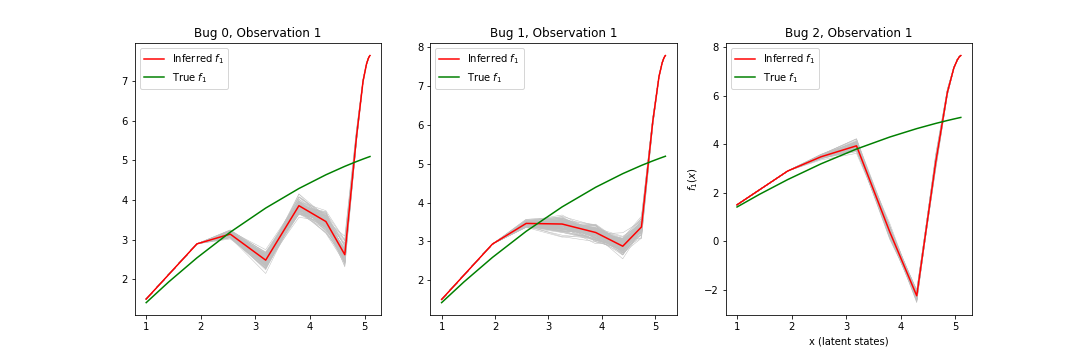 Bug 0, Observation 1
Inferred f₁
True f₁
7
6
5
4
3
2
1 2 3 4 5
Bug 1, Observation 1
Inferred f₁
True f₁
8
7
6
5
4
3
2
1 2 3 4 5
Bug 2, Observation 1
Inferred f₁
True f₁
f₁(x)
8
6
4
2
0
−2
1 2 3 4 5
x (latent states)